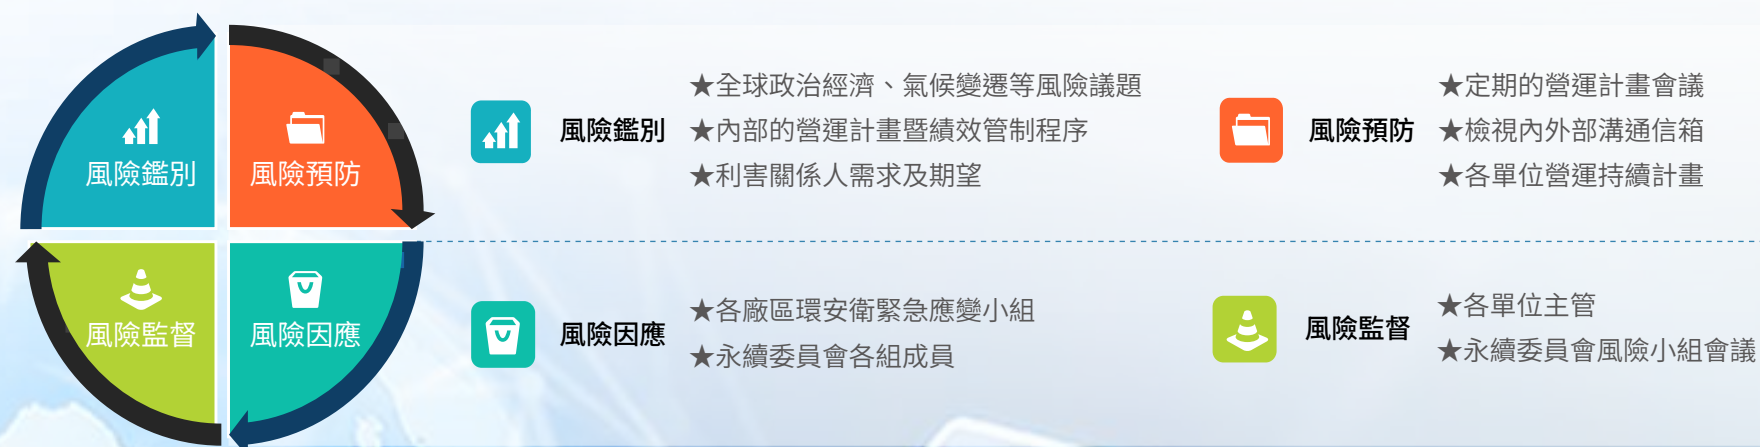 風險鑑別
風險預防
風險監督
風險因應
風險鑑別
★全球政治經濟、氣候變遷等風險議題
★內部的營運計畫暨績效管制程序
★利害關係人需求及期望
風險預防
★定期的營運計畫會議
★檢視內外部溝通信箱
★各單位營運持續計畫
風險因應
★各廠區環安衛緊急應變小組
★永續委員會各組成員
風險監督
★各單位主管
★永續委員會風險小組會議